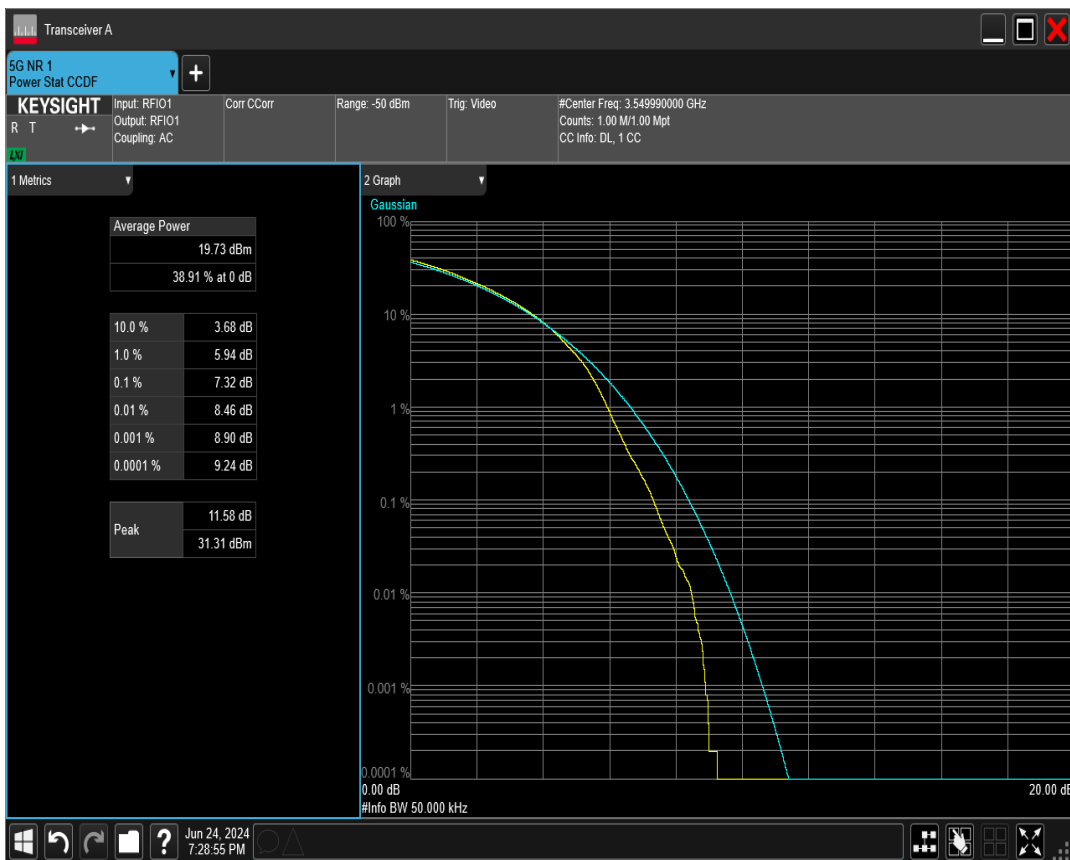 Transceiver A
5G NR 1
Power Stat CCDF
+
KEYSIGHT
R T
LXI
Input: RFIO1
Output: RFIO1
Coupling: AC
Corr CCorr
Range: -50 dBm
Trig: Video
#Center Freq: 3.549990000 GHz
Counts: 1.00 M/1.00 Mpt
CC Info: DL, 1 CC
1 Metrics
Average Power
19.73 dBm
38.91 % at 0 dB
10.0 % 3.68 dB
1.0 % 5.94 dB
0.1 % 7.32 dB
0.01 % 8.46 dB
0.001 % 8.90 dB
0.0001 % 9.24 dB
Peak
11.58 dB
31.31 dBm
2 Graph
Gaussian
100 %
10 %
1 %
0.1 %
0.01 %
0.001 %
0.0001 %
0.00 dB 20.00 dB
#Info BW 50.000 kHz
?
Jun 24, 2024
7:28:55 PM